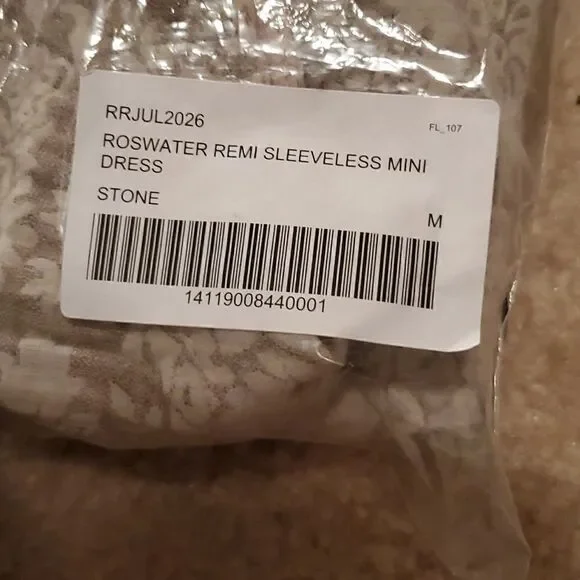 RRJUL2026
FL_107
ROSWATER REMI SLEEVELESS MINI
DRESS
STONE
M
14119008440001